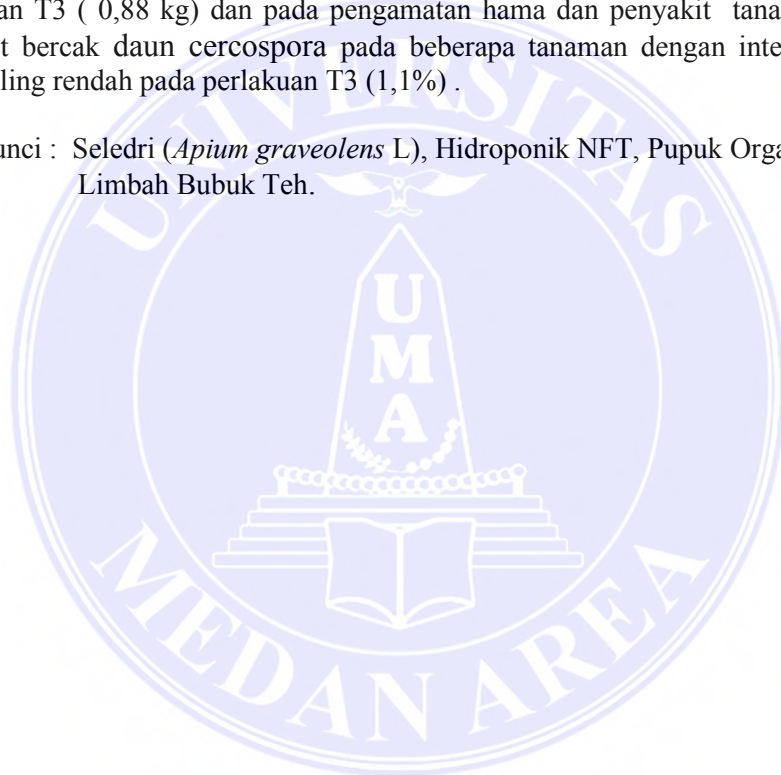 an T3 ( 0,88 kg) dan pada pengamatan hama dan penyakit tana
t bercak daun cercospora pada beberapa tanaman dengan inte
ling rendah pada perlakuan T3 (1,1%) .
unci : Seledri (Apium graveolens L), Hidroponik NFT, Pupuk Orga
Limbah Bubuk Teh.
UNIVERSITAS
UMA
MEDAN AREA